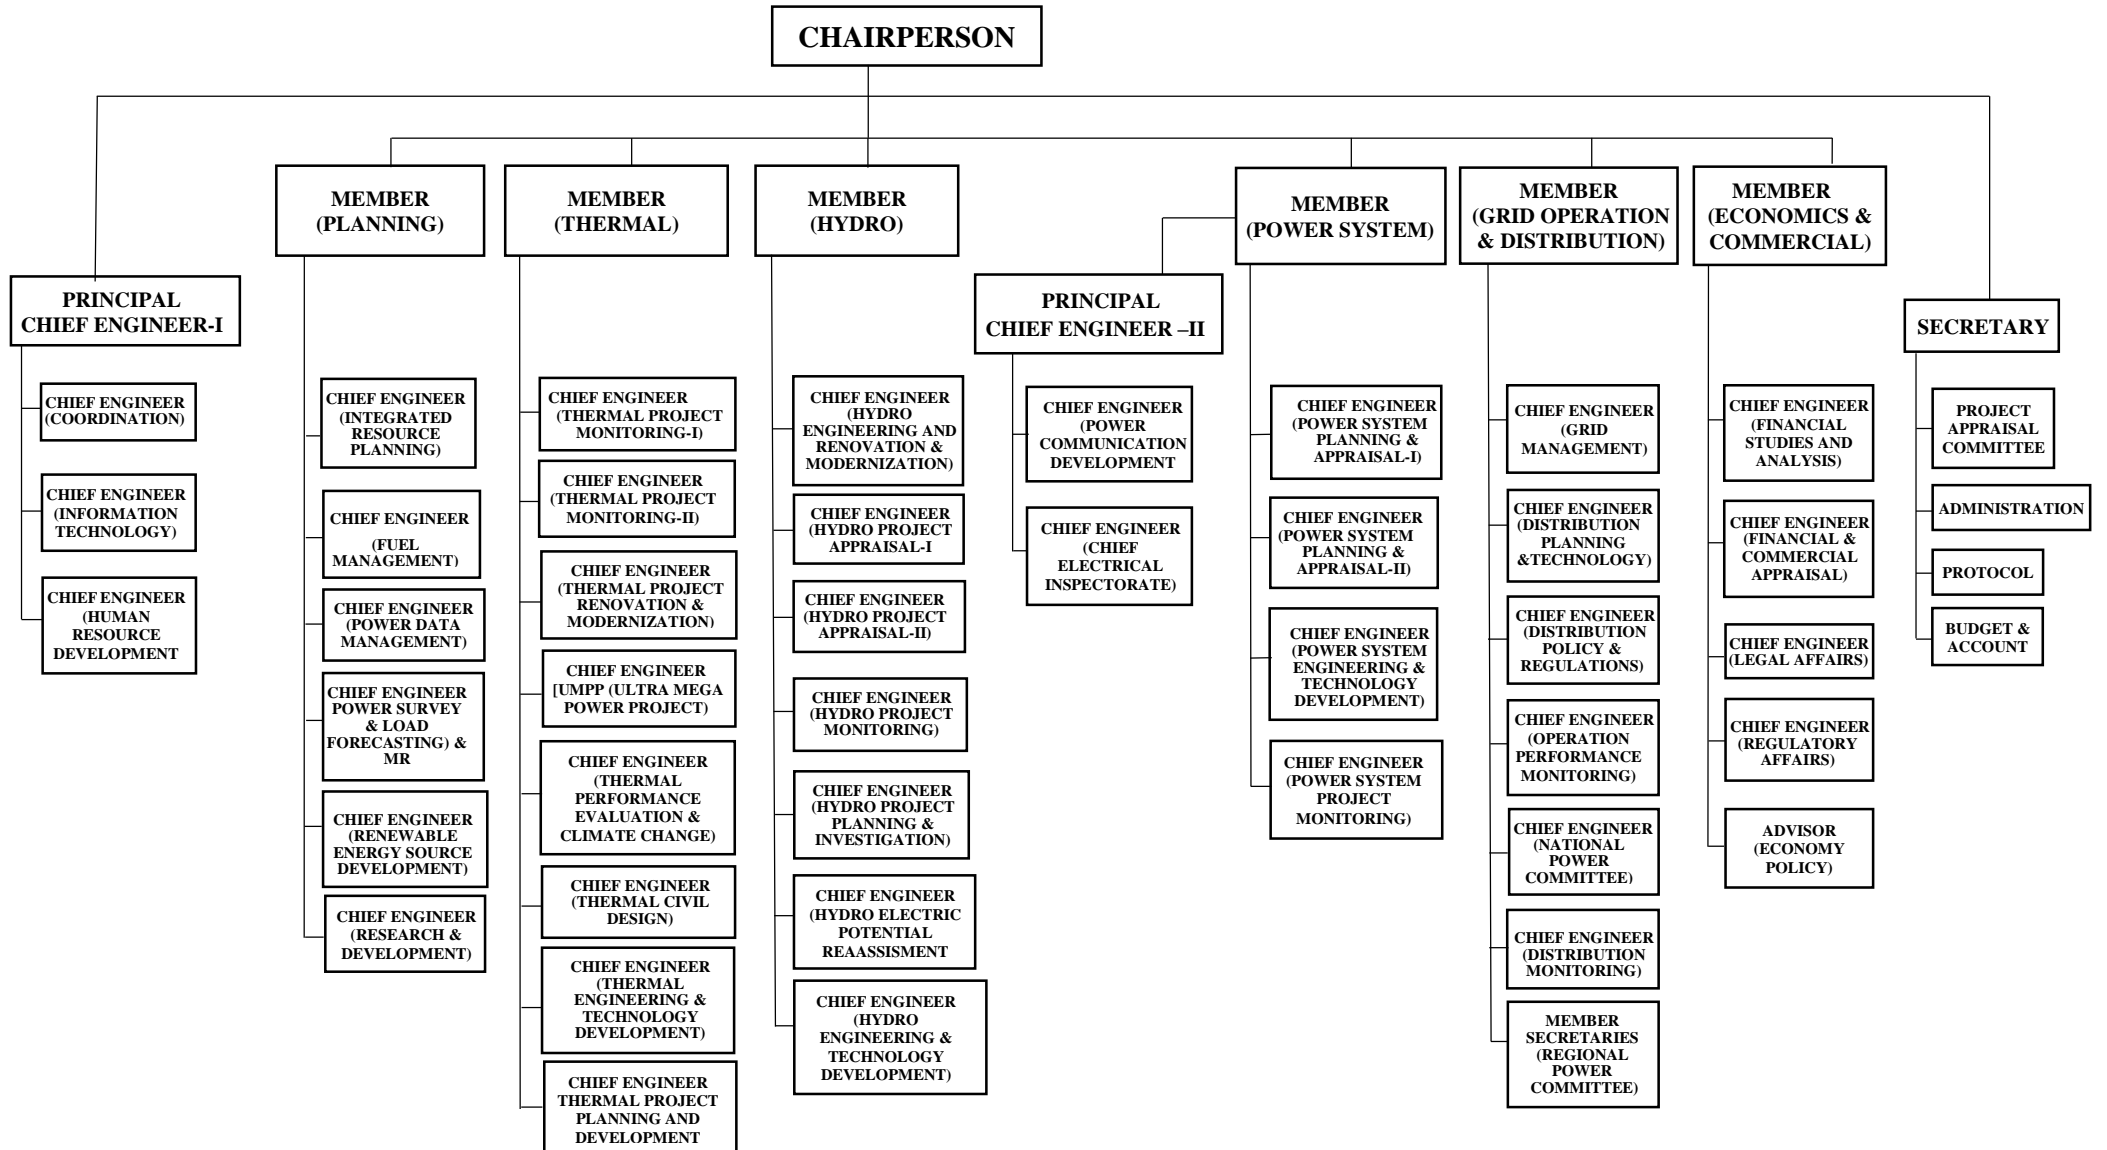 CHAIRPERSON
MEMBER
(PLANNING)
MEMBER
(THERMAL)
MEMBER
(HYDRO)
MEMBER
(POWER SYSTEM)
MEMBER
(GRID OPERATION
& DISTRIBUTION)
MEMBER
(ECONOMICS &
COMMERCIAL)
PRINCIPAL
CHIEF ENGINEER-I
PRINCIPAL
CHIEF ENGINEER –II
SECRETARY
CHIEF ENGINEER
(COORDINATION)
CHIEF ENGINEER
(INFORMATION
TECHNOLOGY)
CHIEF ENGINEER
(HUMAN
RESOURCE
DEVELOPMENT
CHIEF ENGINEER
(INTEGRATED
RESOURCE
PLANNING)
CHIEF ENGINEER
(FUEL
MANAGEMENT)
CHIEF ENGINEER
(POWER DATA
MANAGEMENT)
CHIEF ENGINEER
POWER SURVEY
& LOAD
FORECASTING) &
MR
CHIEF ENGINEER
(RENEWABLE
ENERGY SOURCE
DEVELOPMENT)
CHIEF ENGINEER
(RESEARCH &
DEVELOPMENT)
CHIEF ENGINEER
(THERMAL PROJECT
MONITORING-I)
CHIEF ENGINEER
(THERMAL PROJECT
MONITORING-II)
CHIEF ENGINEER
(THERMAL PROJECT
RENOVATION &
MODERNIZATION)
CHIEF ENGINEER
[UMPP (ULTRA MEGA
POWER PROJECT)
CHIEF ENGINEER
(THERMAL
PERFORMANCE
EVALUATION &
CLIMATE CHANGE)
CHIEF ENGINEER
(THERMAL CIVIL
DESIGN)
CHIEF ENGINEER
(THERMAL
ENGINEERING &
TECHNOLOGY
DEVELOPMENT)
CHIEF ENGINEER
THERMAL PROJECT
PLANNING AND
DEVELOPMENT
CHIEF ENGINEER
(HYDRO
ENGINEERING AND
RENOVATION &
MODERNIZATION)
CHIEF ENGINEER
(HYDRO PROJECT
APPRAISAL-I
CHIEF ENGINEER
(HYDRO PROJECT
APPRAISAL-II)
CHIEF ENGINEER
(HYDRO PROJECT
MONITORING)
CHIEF ENGINEER
(HYDRO PROJECT
PLANNING &
INVESTIGATION)
CHIEF ENGINEER
(HYDRO ELECTRIC
POTENTIAL
REAASSISMENT
CHIEF ENGINEER
(HYDRO
ENGINEERING &
TECHNOLOGY
DEVELOPMENT)
CHIEF ENGINEER
(POWER
COMMUNICATION
DEVELOPMENT
CHIEF ENGINEER
(CHIEF
ELECTRICAL
INSPECTORATE)
CHIEF ENGINEER
(POWER SYSTEM
PLANNING &
APPRAISAL-I)
CHIEF ENGINEER
(POWER SYSTEM
PLANNING &
APPRAISAL-II)
CHIEF ENGINEER
(POWER SYSTEM
ENGINEERING &
TECHNOLOGY
DEVELOPMENT)
CHIEF ENGINEER
(POWER SYSTEM
PROJECT
MONITORING)
CHIEF ENGINEER
(GRID
MANAGEMENT)
CHIEF ENGINEER
(DISTRIBUTION
PLANNING
&TECHNOLOGY)
CHIEF ENGINEER
(DISTRIBUTION
POLICY &
REGULATIONS)
CHIEF ENGINEER
(OPERATION
PERFORMANCE
MONITORING)
CHIEF ENGINEER
(NATIONAL
POWER
COMMITTEE)
CHIEF ENGINEER
(DISTRIBUTION
MONITORING)
MEMBER
SECRETARIES
(REGIONAL
POWER
COMMITTEE)
CHIEF ENGINEER
(FINANCIAL
STUDIES AND
ANALYSIS)
CHIEF ENGINEER
(FINANCIAL &
COMMERCIAL
APPRAISAL)
CHIEF ENGINEER
(LEGAL AFFAIRS)
CHIEF ENGINEER
(REGULATORY
AFFAIRS)
ADVISOR
(ECONOMY
POLICY)
PROJECT
APPRAISAL
COMMITTEE
ADMINISTRATION
PROTOCOL
BUDGET &
ACCOUNT